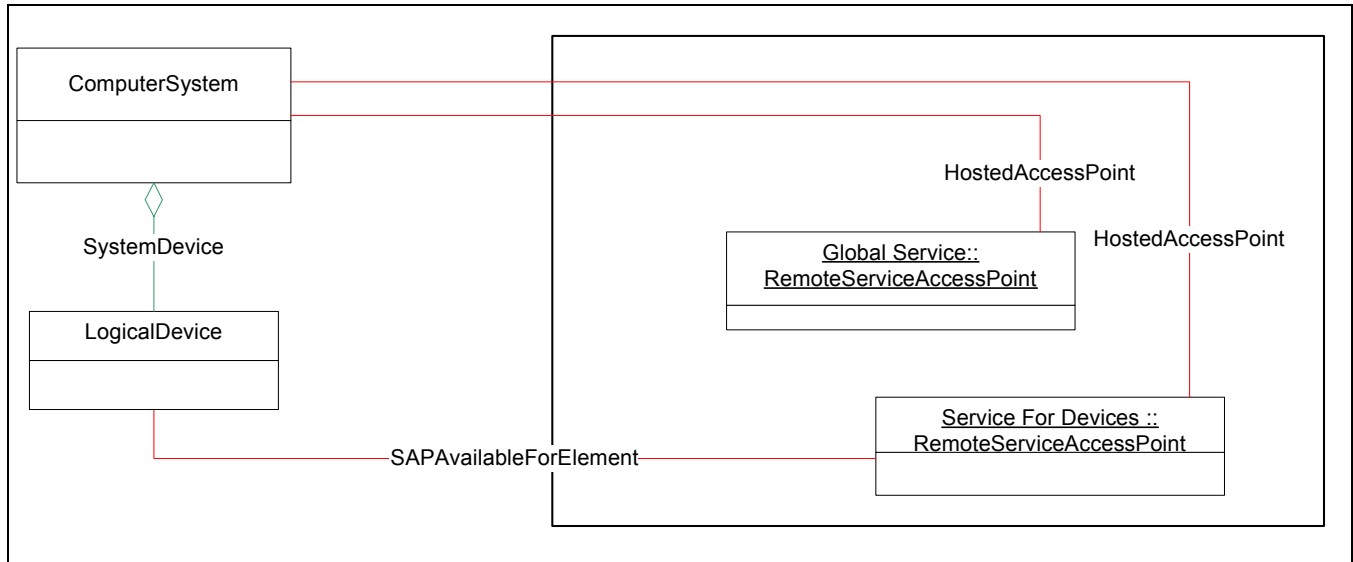 ComputerSystem
HostedAccessPoint
HostedAccessPoint
SystemDevice
Global Service::
RemoteServiceAccessPoint
LogicalDevice
Service For Devices ::
RemoteServiceAccessPoint
SAPAvailableForElement